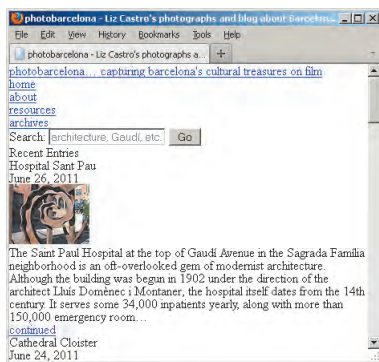 photobarcelona - Liz Castro's photographs and blog about Barcelona...
File Edit View History Bookmarks Tools Help
photobarcelona - Liz Castro's photographs a...
photobarcelona... capturing barcelona's cultural treasures on film
home
about
resources
archives
Search: architecture, Gaudí, etc. Go
Recent Entries
Hospital Sant Pau
June 26, 2011
The Saint Paul Hospital at the top of Gaudí Avenue in the Sagrada Família
neighborhood is an oft-overlooked gem of modernist architecture.
Although the building was begun in 1902 under the direction of the
architect Lluís Domènec i Montaner, the hospital itself dates from the 14th
century. It serves some 34,000 inpatients yearly, along with more than
150,000 emergency room…
continued
Cathedral Cloister
June 24, 2011